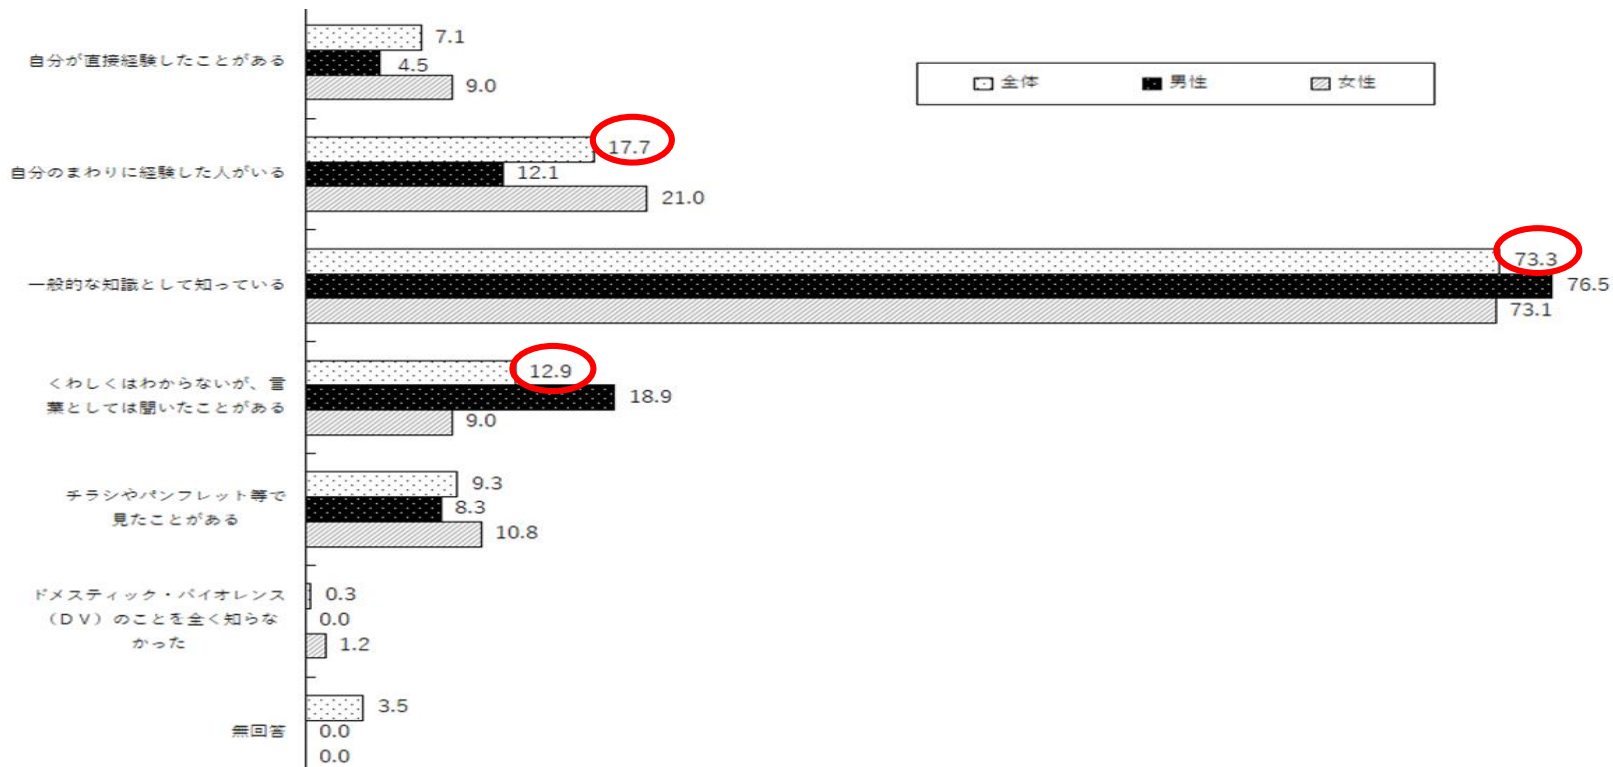 7.1
自分が直接経験したことがある
4.5
9.0
全体 男性 女性
17.7
自分のまわりに経験した人がいる
12.1
21.0
73.3
一般的な知識として知っている
76.5
73.1
12.9
くわしくはわからないが、言
葉としては聞いたことがある
18.9
9.0
9.3
チラシやパンフレット等で
見たことがある
8.3
10.8
ドメスティック・バイオレンス
(DV)のことを全く知らな
かった
0.3
0.0
1.2
3.5
無回答
0.0
0.0